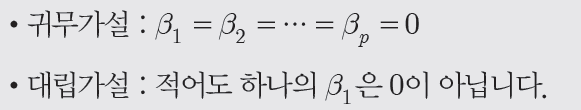 • 귀무가설 : β₁ = β₂ = ⋯ = βₚ = 0
• 대립가설 : 적어도 하나의 β₁은 0이 아닙니다.